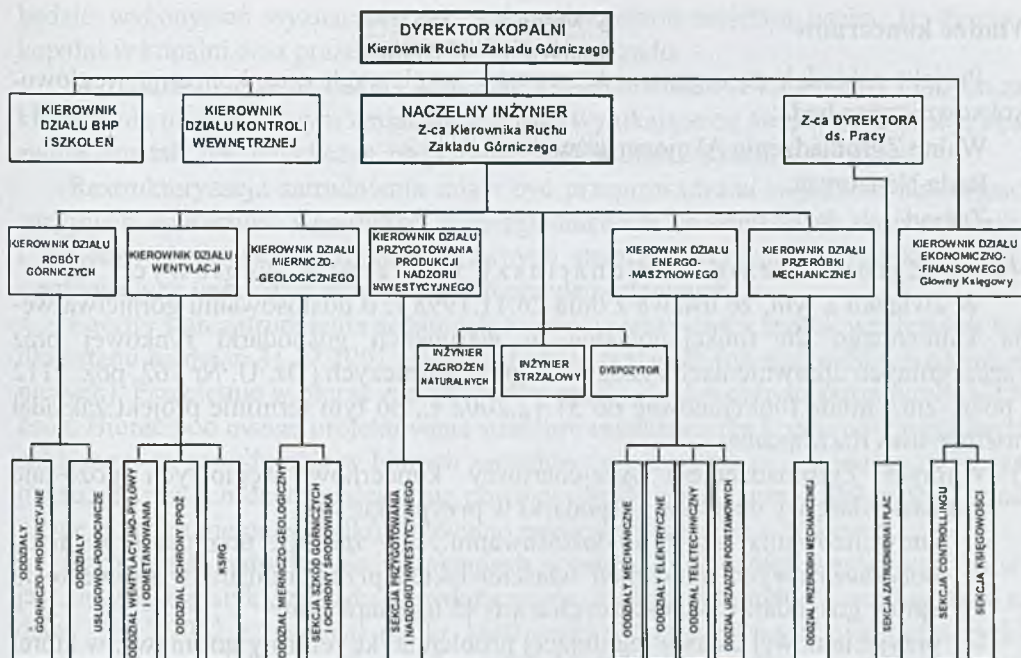 DYREKTOR KOPALNI
Kierownik Ruchu Zakładu Górniczego
KIEROWNIK
DZIAŁU BHP
i SZKOLEŃ
KIEROWNIK
DZIAŁU KONTROLI
WEWNĘTRZNEJ
NACZELNY INŻYNIER
Z-ca Kierownika Ruchu
Zakładu Górniczego
Z-ca DYREKTORA
ds. Pracy
KIEROWNIK DZIAŁU
ROBÓT
GÓRNICZYCH
KIEROWNIK DZIAŁU
WENTYLACJI
KIEROWNIK DZIAŁU
MIERNICZO-
-GEOLOGICZNEGO
KIEROWNIK DZIAŁU
PRZYGOTOWANIA
PRODUKCJI
I NADZORU
INWESTYCYJNEGO
KIEROWNIK DZIAŁU
ENERGO-
MASZYNOWEGO
KIEROWNIK DZIAŁU
PRZERÓBKI
MECHANICZNEJ
KIEROWNIK DZIAŁU
EKONOMICZNO-
-FINANSOWEGO
Główny Księgowy
INŻYNIER
ZAGROŻEŃ
NATURALNYCH
INŻYNIER
STRZAŁOWY
DYSPOZYTOR
ODDZIAŁY
GÓRNICZO-PRODUKCYJNE
ODDZIAŁY
USŁUGOWO-POMOCNICZE
ODDZIAŁ WENTYLACYJNO-PYŁOWY
I ODMETANOWANIA
ODDZIAŁ OCHRONY PPOŻ
KSRG
ODDZIAŁ MIERNICZO-GEOLOGICZNY
SEKCJA SZKÓD GÓRNICZYCH
I OCHRONY ŚRODOWISKA
SEKCJA PRZYGOTOWANIA
I NADZORU INWESTYCYJNEGO
ODDZIAŁY MECHANICZNE
ODDZIAŁY ELEKTRYCZNE
ODDZIAŁ TELETECHNICZNY
ODDZIAŁ URZĄDZEŃ PODSTAWOWYCH
ODDZIAŁ PRZERÓBKI MECHANICZNEJ
SEKCJA ZATRUDNIENIA I PŁAC
SEKCJA CONTROLLINGU
SEKCJA KSIĘGOWOŚCI